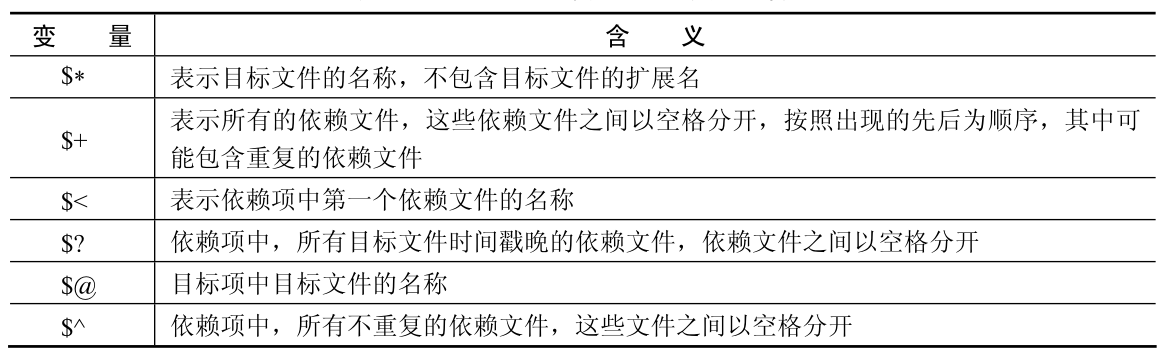 变 量 含 义
$* 表示目标文件的名称，不包含目标文件的扩展名
$+ 表示所有的依赖文件，这些依赖文件之间以空格分开，按照出现的先后为顺序，其中可
能包含重复的依赖文件
$< 表示依赖项中第一个依赖文件的名称
$? 依赖项中，所有目标文件时间戳晚的依赖文件，依赖文件之间以空格分开
$@ 目标项中目标文件的名称
$^ 依赖项中，所有不重复的依赖文件，这些文件之间以空格分开